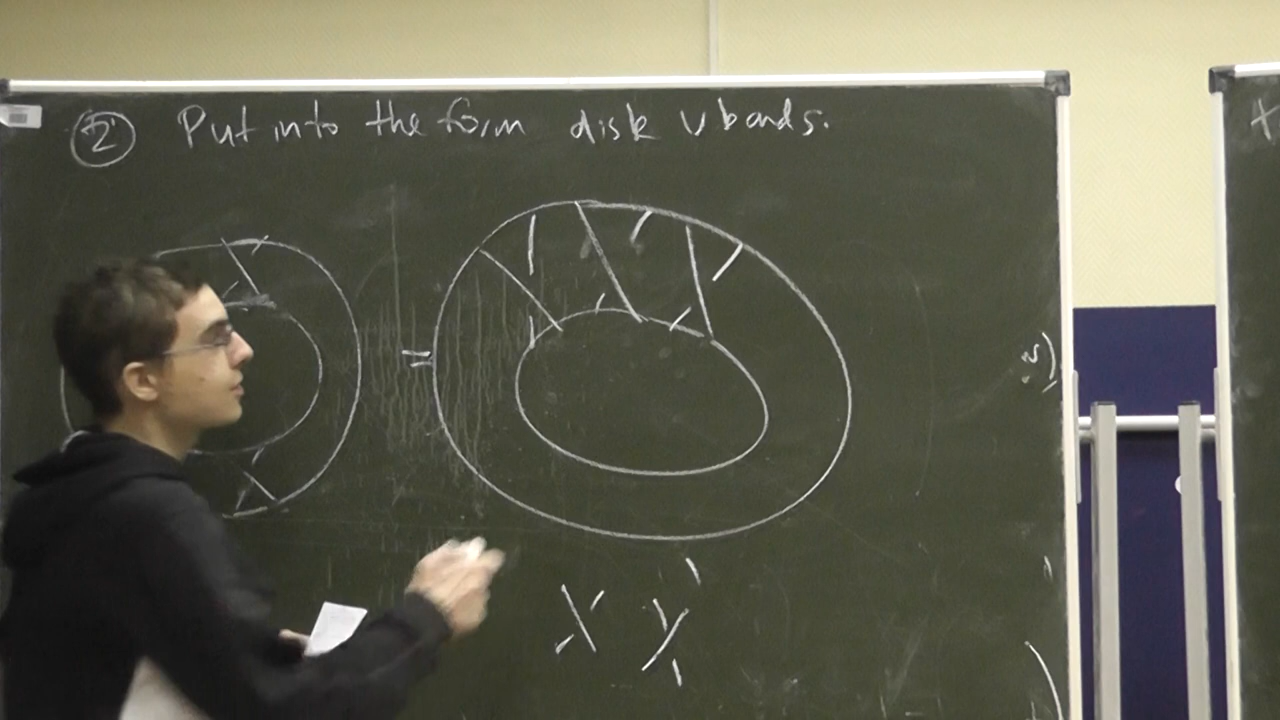 ② Put into the form disk ∪ bands.
=